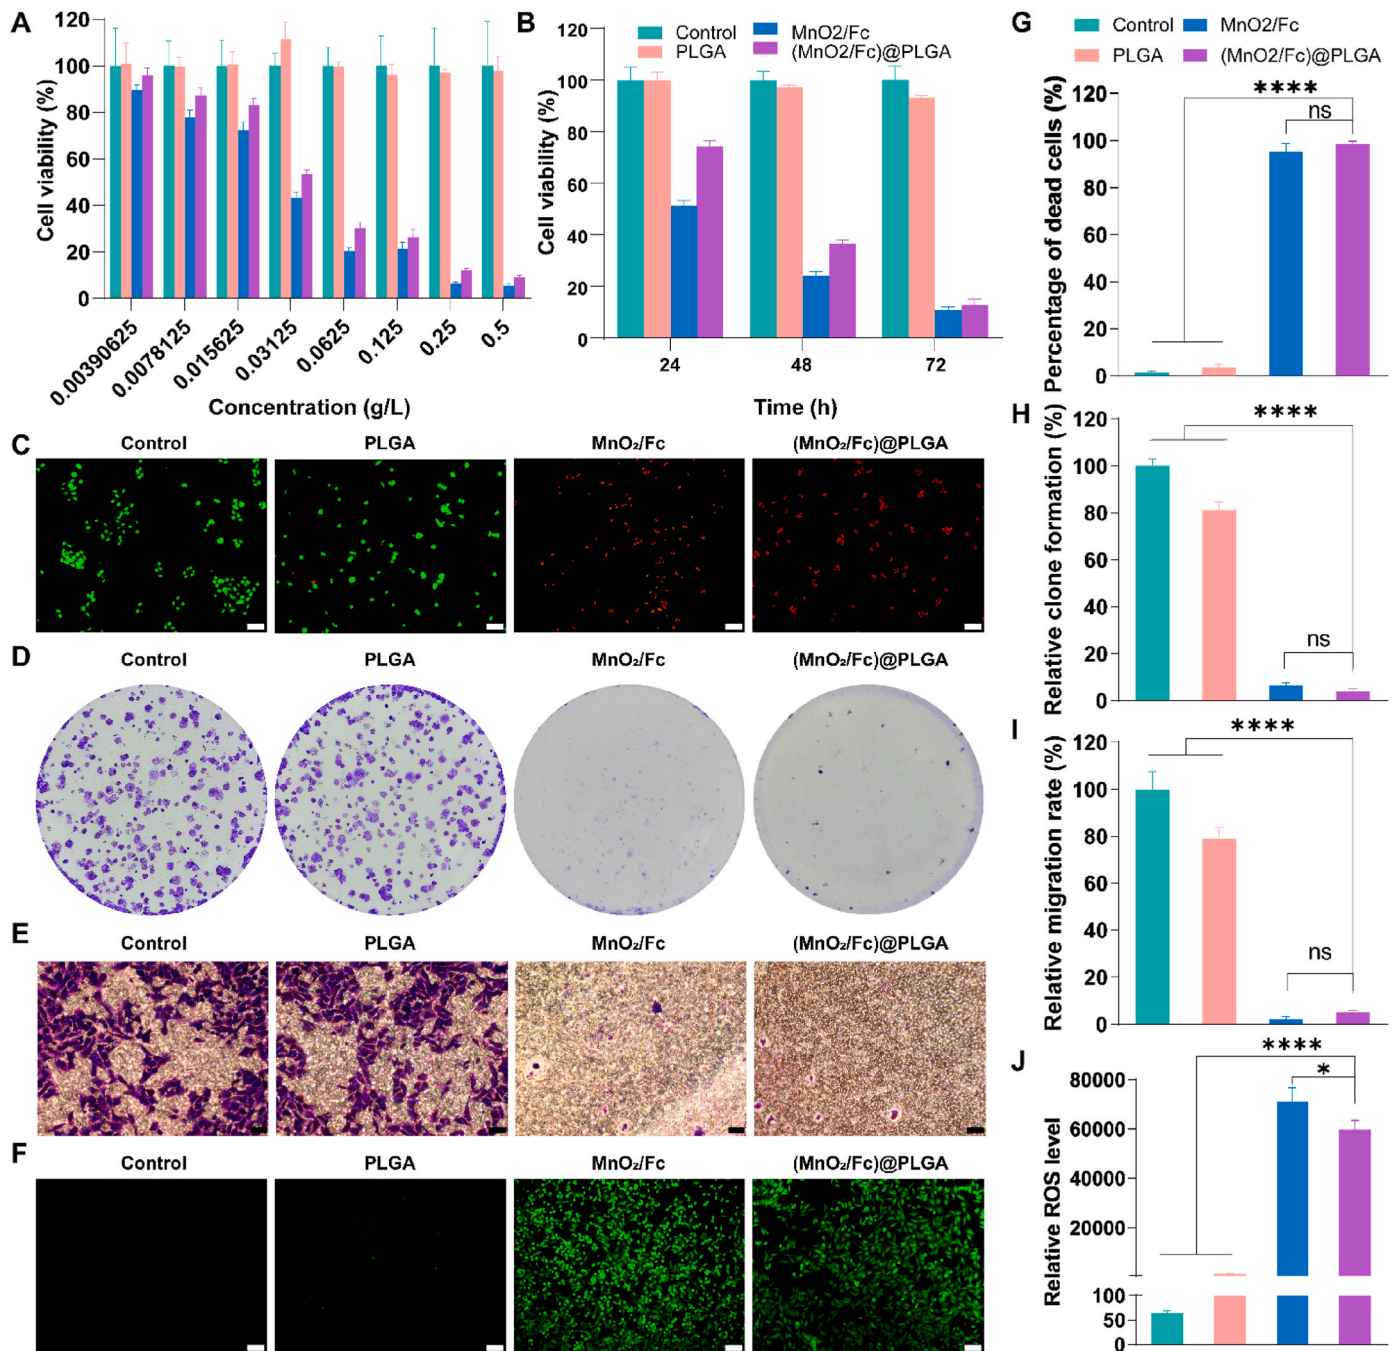 A
120
100
80
60
40
20
0
Cell viability (%)
0.00390625
0.0078125
0.015625
0.03125
0.0625
0.125
0.25
0.5
Concentration (g/L)
B
Control
PLGA
MnO2/Fc
(MnO2/Fc)@PLGA
120
100
80
60
40
20
0
Cell viability (%)
24
48
72
Time (h)
C
Control
PLGA
MnO₂/Fc
(MnO₂/Fc)@PLGA
D
Control
PLGA
MnO₂/Fc
(MnO₂/Fc)@PLGA
E
Control
PLGA
MnO₂/Fc
(MnO₂/Fc)@PLGA
F
Control
PLGA
MnO₂/Fc
(MnO₂/Fc)@PLGA
G
Control
MnO2/Fc
PLGA
(MnO2/Fc)@PLGA
Percentage of dead cells (%)
120
100
80
60
40
20
0
****
ns
H
Relative clone formation (%)
120
100
80
60
40
20
0
****
ns
I
Relative migration rate (%)
120
100
80
60
40
20
0
****
ns
J
Relative ROS level
80000
60000
40000
20000
100
50
0
****
*